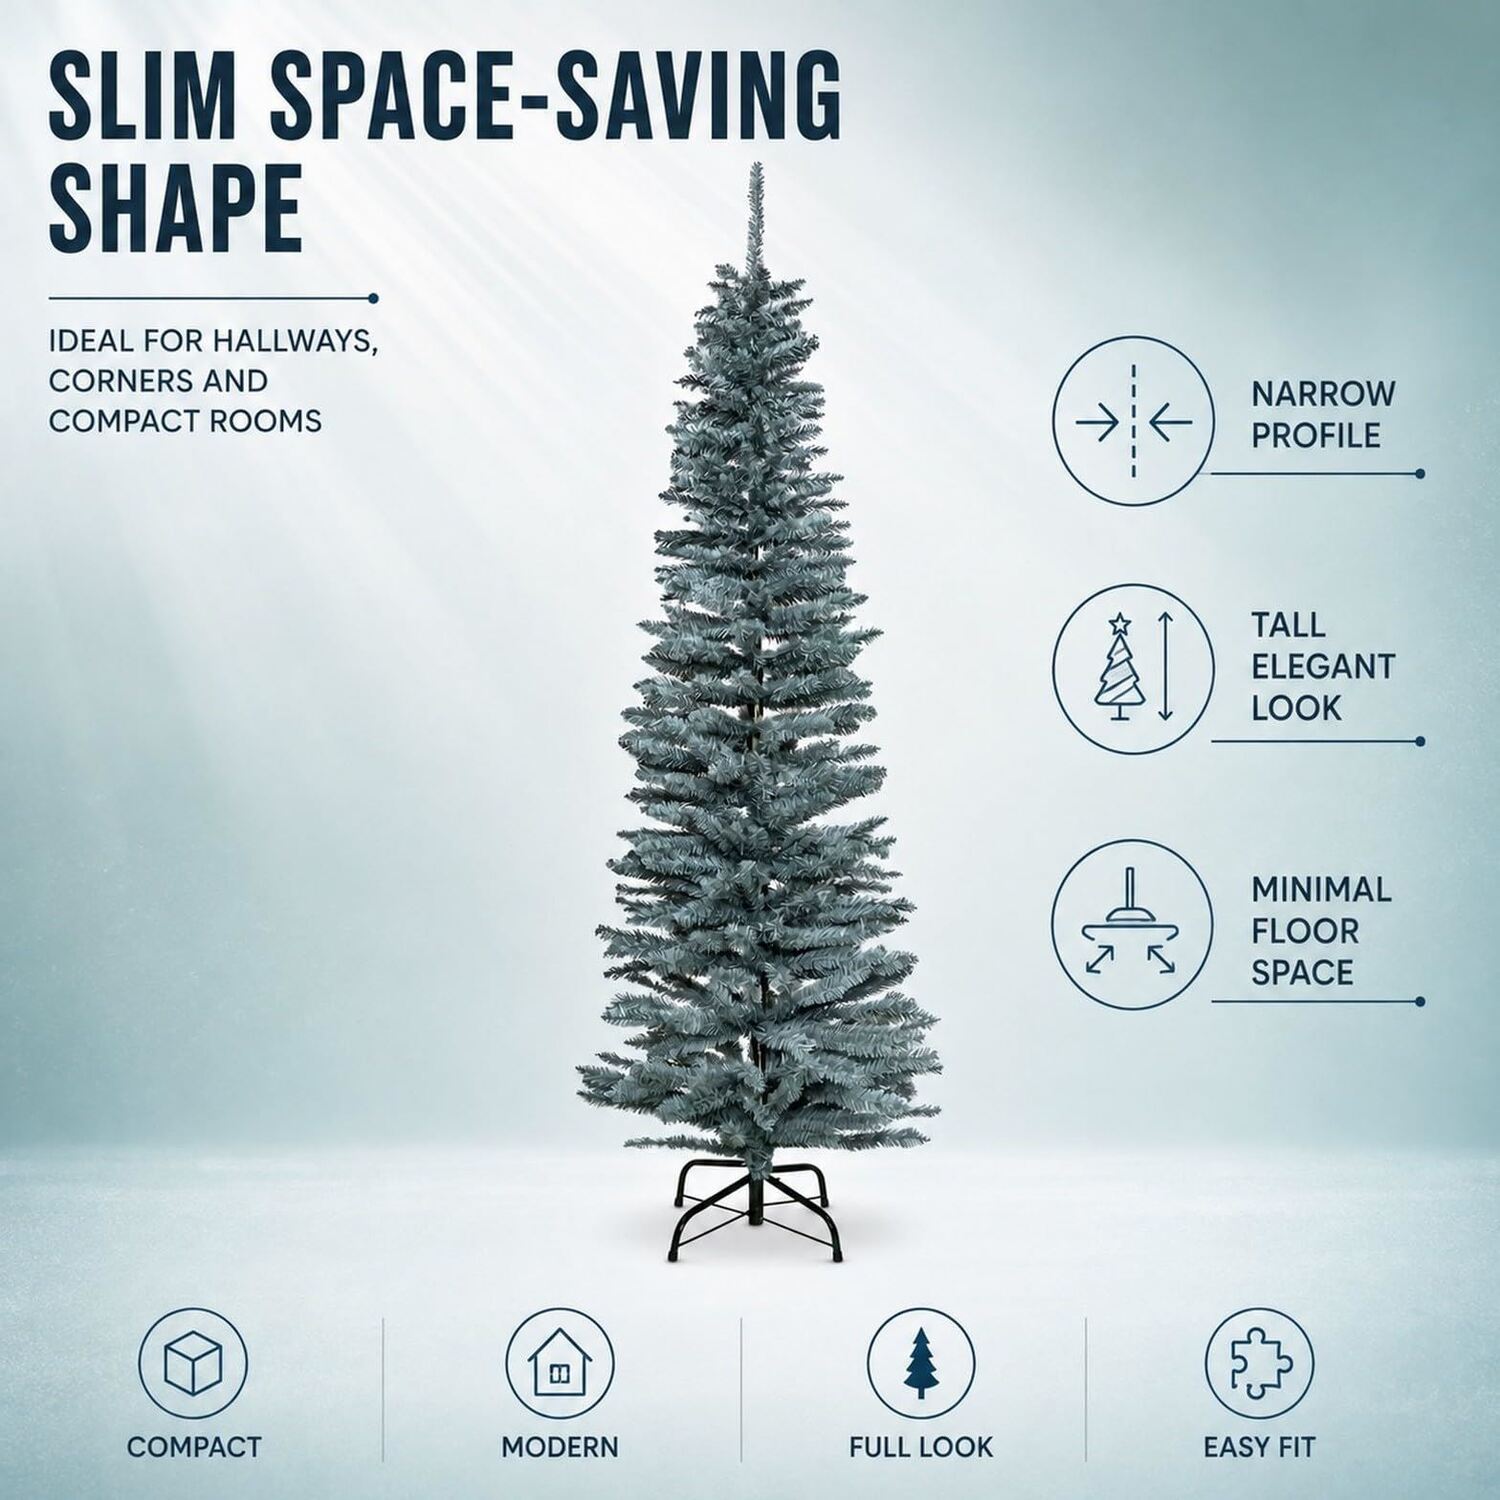 SLIM SPACE-SAVING
SHAPE
IDEAL FOR HALLWAYS,
CORNERS AND
COMPACT ROOMS
NARROW
PROFILE
TALL
ELEGANT
LOOK
MINIMAL
FLOOR
SPACE
COMPACT
MODERN
FULL LOOK
EASY FIT